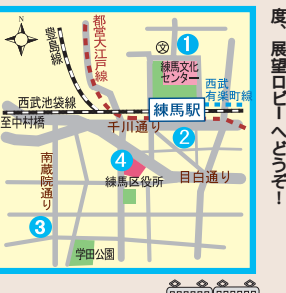 度、展望ロビーへどうぞ！
N
豊島線
都営大江戸線
文
1
練馬文化
センター
西武
有楽町線
西武池袋線
練馬駅
至中村橋
千川通り
2
4
練馬区役所
目白通り
南蔵院通り
3
学田公園